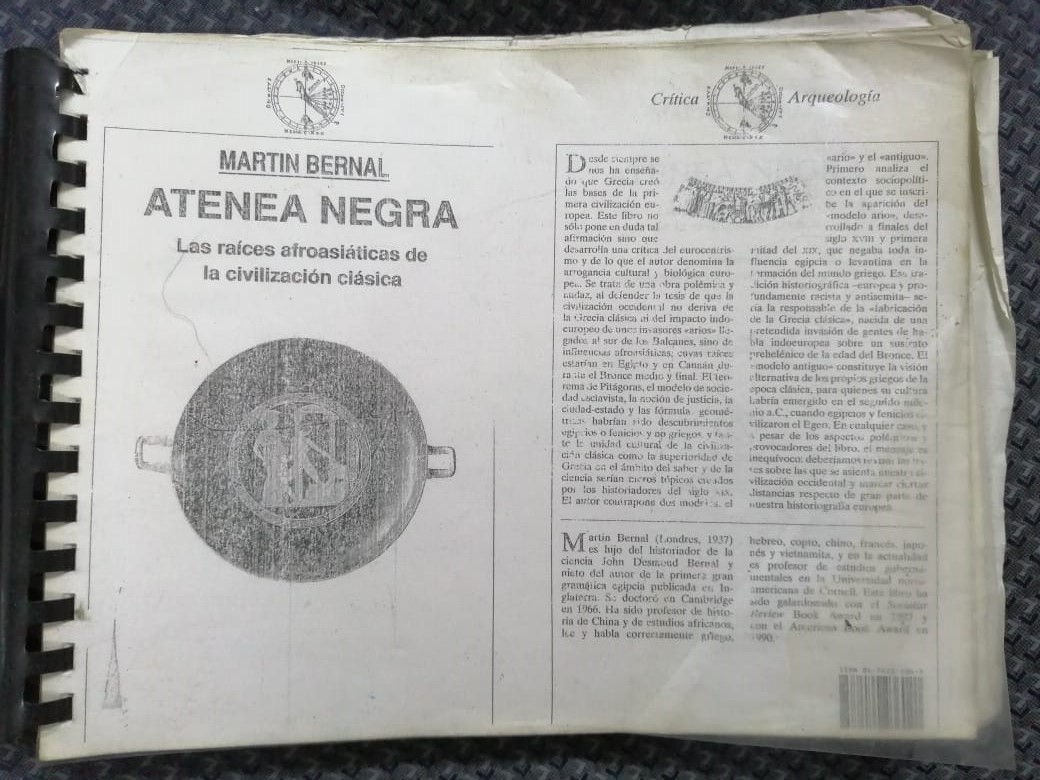 MARTIN BERNAL
ATENEA NEGRA
Las raíces afroasiáticas de
la civilización clásica
Crítica
Arqueología
Desde siempre se
nos ha enseña-
do que Grecia creó
las bases de la pri-
mera civilización eu-
ropea. Este libro no
sólo pone en duda tal
afirmación sino que
desarrolla una crítica del eurocentris-
mo y de lo que el autor denomina la
arrogancia cultural y biológica euro-
pea. Se trata de una obra polémica y
audaz, al defender la tesis de que la
civilización occidental no deriva de
la Grecia clásica ni del impacto indo-
europeo de unos invasores «arios» lle-
gados al sur de los Balcanes, sino de
influencias afroasiáticas, cuyas raíces
estarían en Egipto y en Canaán du-
rante el Bronce medio y final. El teo-
rema de Pitágoras, el modelo de socie-
dad esclavista, la noción de justicia, la
ciudad-estado y las fórmulas geomé-
tricas habrían sido descubrimientos
egipcios o fenicios y no griegos, y tan-
to la unidad cultural de la civiliza-
ción clásica como la superioridad de
Grecia en el ámbito del saber y de la
ciencia serían meros tópicos creados
por los historiadores del siglo XIX.
El autor contrapone dos modelos, el
«ario» y el «antiguo».
Primero analiza el
contexto sociopolíti-
co en el que se inscri-
be la aparición del
«modelo ario», desa-
rrollado a finales del
siglo XVIII y primera
mitad del XIX, que negaba toda in-
fluencia egipcia o levantina en la
formación del mundo griego. Esa tra-
dición historiográfica –europea y pro-
fundamente racista y antisemita– se-
ría la responsable de la «fabricación
de la Grecia clásica», nacida de una
pretendida invasión de gentes de ha-
bla indoeuropea sobre un sustrato
prehelénico de la edad del Bronce. El
«modelo antiguo» constituye la visión
alternativa de los propios griegos de la
época clásica, para quienes su cultura
habría emergido en el segundo mile-
nio a.C., cuando egipcios y fenicios ci-
vilizaron el Egeo. En cualquier caso y
a pesar de los aspectos polémicos y
provocadores del libro, el mensaje es
inequívoco: deberíamos revisar las
sobre las que se asienta nuestra ci-
vilización occidental y marcar ciertas
distancias respecto de gran parte de
nuestra historiografía europea.
Martin Bernal (Londres, 1937)
es hijo del historiador de la
ciencia John Desmond Bernal y
nieto del autor de la primera gran
gramática egipcia publicada en In-
glaterra. Se doctoró en Cambridge
en 1966. Ha sido profesor de histo-
ria de China y de estudios africanos,
lee y habla correctamente griego,
hebreo, copto, chino, francés, japo-
nés y vietnamita, y en la actualidad
es profesor de estudios guberna-
mentales en la Universidad norte-
americana de Cornell. Este libro ha
sido galardonado con el Socialist
Review Book Award en 1987 y
con el American Book Award en
1990.